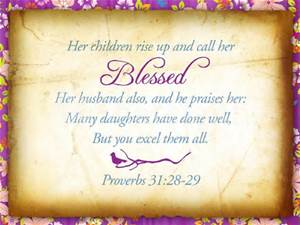 Her children rise up and call her
Blessed
Her husband also, and he praises her:
Many daughters have done well,
But you excel them all.
Proverbs 31:28-29